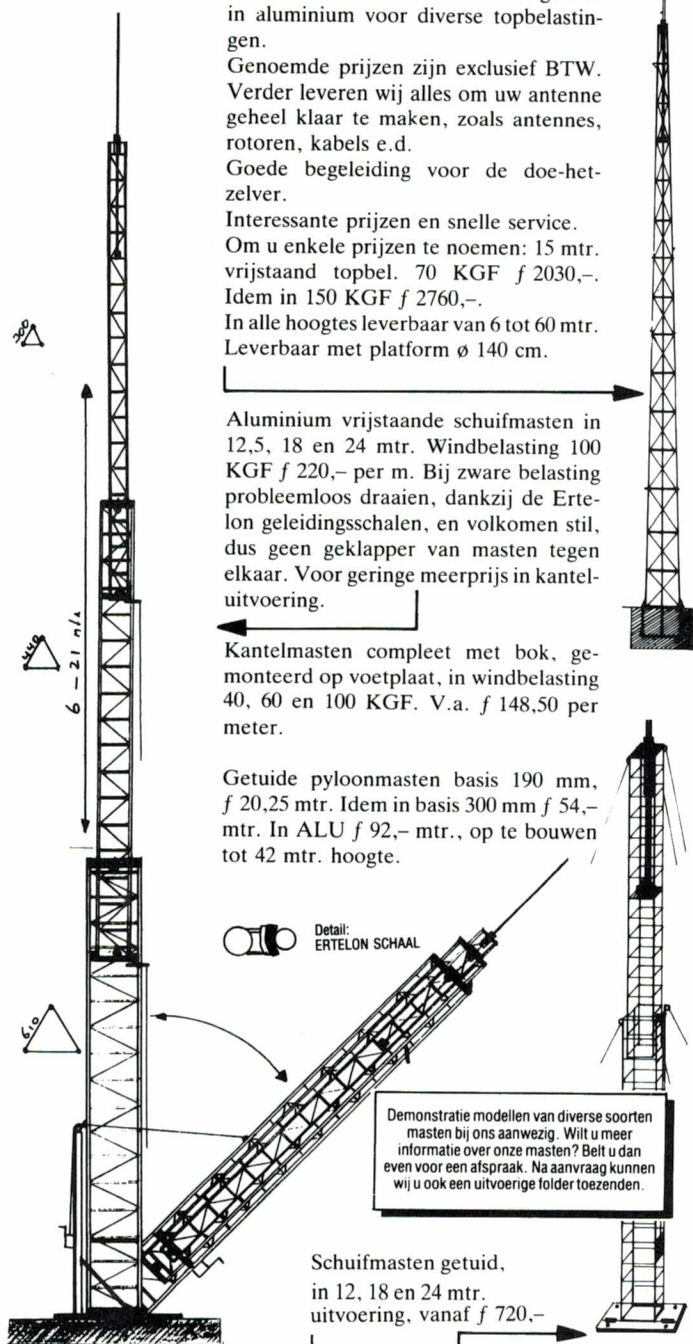 in aluminium voor diverse topbelastin-
gen.
Genoemde prijzen zijn exclusief BTW.
Verder leveren wij alles om uw antenne
geheel klaar te maken, zoals antennes,
rotoren, kabels e.d.
Goede begeleiding voor de doe-het-
zelver.
Interessante prijzen en snelle service.
Om u enkele prijzen te noemen: 15 mtr.
vrijstaand topbel. 70 KGF ƒ 2030,–.
Idem in 150 KGF ƒ 2760,–.
In alle hoogtes leverbaar van 6 tot 60 mtr.
Leverbaar met platform ø 140 cm.
300
Aluminium vrijstaande schuifmasten in
12,5, 18 en 24 mtr. Windbelasting 100
KGF ƒ 220,– per m. Bij zware belasting
probleemloos draaien, dankzij de Erte-
lon geleidingsschalen, en volkomen stil,
dus geen geklapper van masten tegen
elkaar. Voor geringe meerprijs in kantel-
uitvoering.
440
6 – 21
Kantelmasten compleet met bok, ge-
monteerd op voetplaat, in windbelasting
40, 60 en 100 KGF. V.a. ƒ 148,50 per
meter.
Getuide pyloonmasten basis 190 mm,
ƒ 20,25 mtr. Idem in basis 300 mm ƒ 54,–
mtr. In ALU ƒ 92,– mtr., op te bouwen
tot 42 mtr. hoogte.
Detail:
ERTELON SCHAAL
610
Demonstratie modellen van diverse soorten
masten bij ons aanwezig. Wilt u meer
informatie over onze masten? Belt u dan
even voor een afspraak. Na aanvraag kunnen
wij u ook een uitvoerige folder toezenden.
Schuifmasten getuid,
in 12, 18 en 24 mtr.
uitvoering, vanaf ƒ 720,–